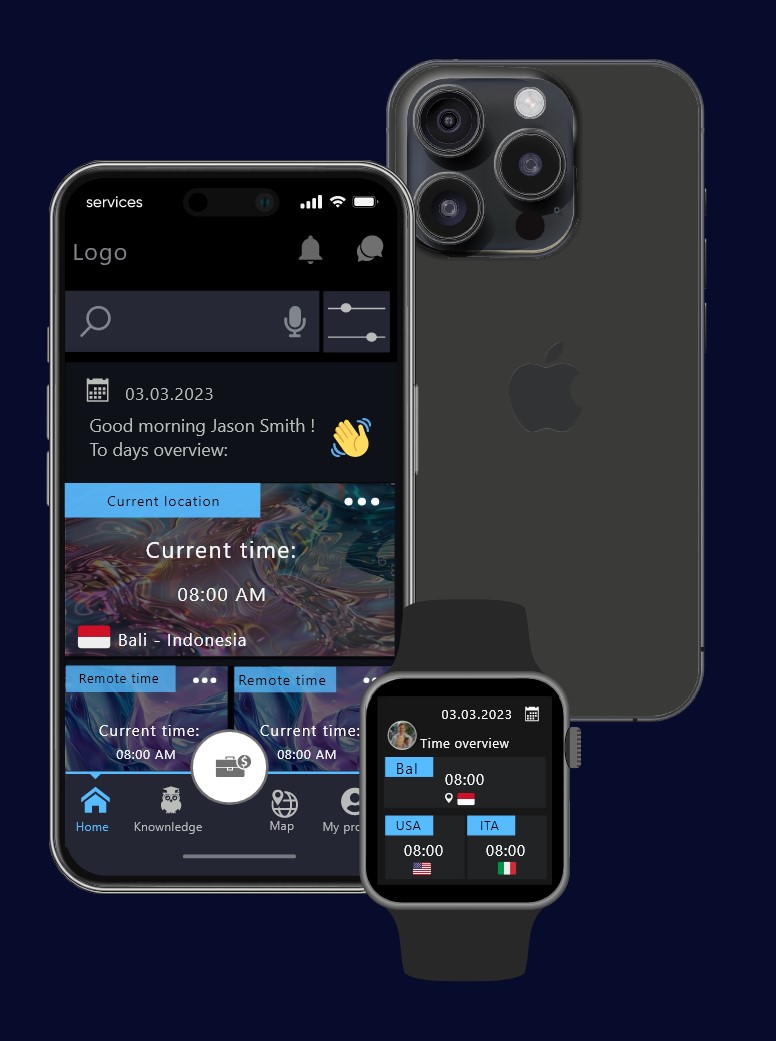 services
Logo
03.03.2023
Good morning Jason Smith !
To days overview:
Current location
Current time:
08:00 AM
Bali - Indonesia
Remote time
Remote time
Current time:
Current time:
08:00 AM
08:00 AM
Home
Knowledge
Map
My pro
03.03.2023
Time overview
Bal
08:00
USA
ITA
08:00
08:00